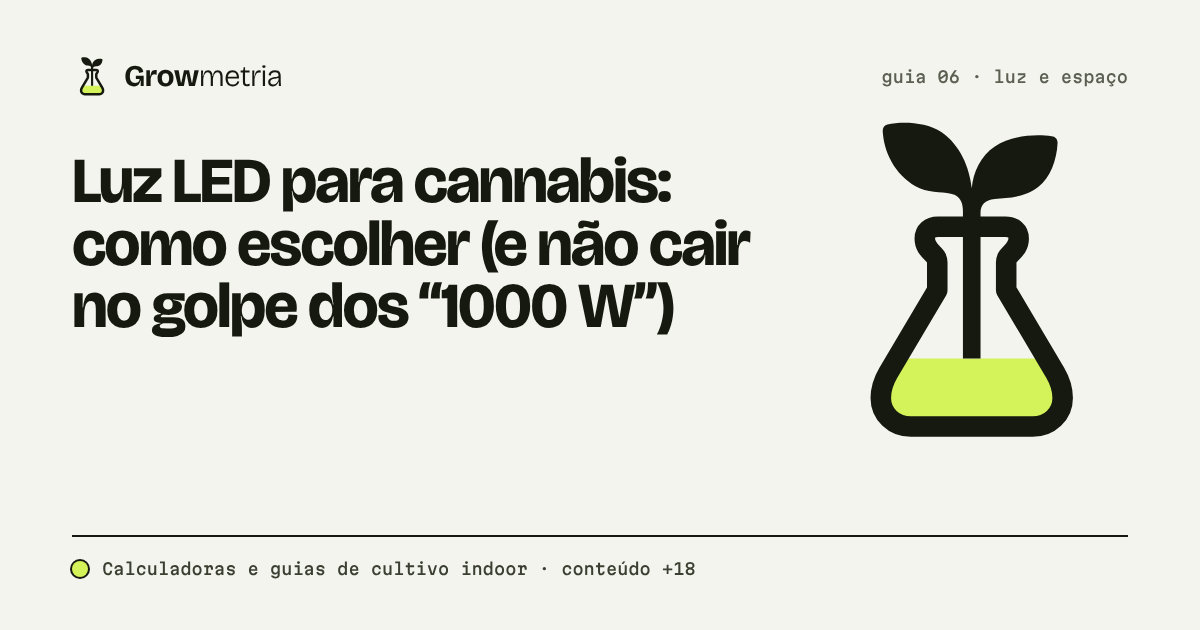 Growmetria
guia 06 · luz e espaço
Luz LED para cannabis:
como escolher (e não cair
no golpe dos “1000 W”)
Calculadoras e guias de cultivo indoor · conteúdo +18